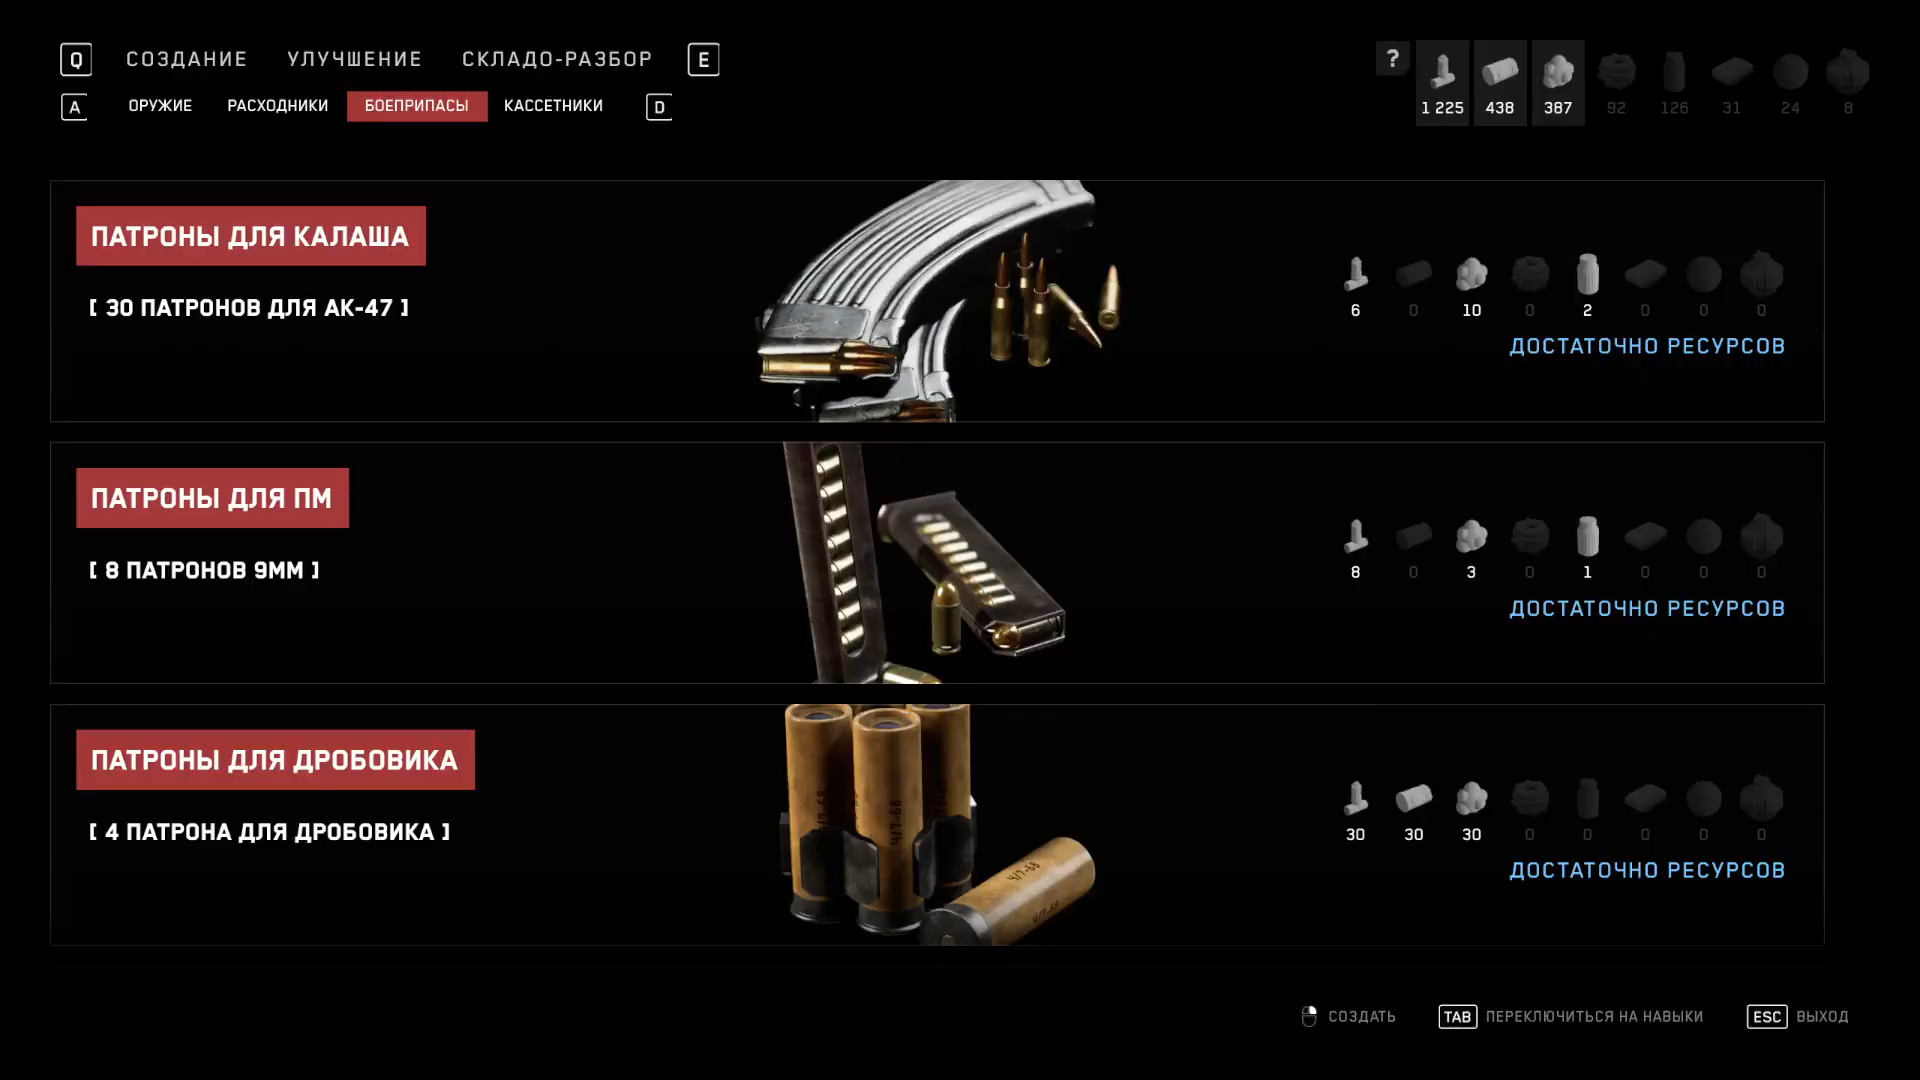 Q СОЗДАНИЕ УЛУЧШЕНИЕ СКЛАДО-РАЗБОР E
A ОРУЖИЕ РАСХОДНИКИ БОЕПРИПАСЫ КАССЕТНИКИ D
?
1 225 438 387 92 126 31 24 8
ПАТРОНЫ ДЛЯ КАЛАША
[ 30 ПАТРОНОВ ДЛЯ АК-47 ]
6 0 10 0 2 0 0 0
ДОСТАТОЧНО РЕСУРСОВ
ПАТРОНЫ ДЛЯ ПМ
[ 8 ПАТРОНОВ 9ММ ]
8 0 3 0 1 0 0 0
ДОСТАТОЧНО РЕСУРСОВ
ПАТРОНЫ ДЛЯ ДРОБОВИКА
[ 4 ПАТРОНА ДЛЯ ДРОБОВИКА ]
30 30 30 0 0 0 0 0
ДОСТАТОЧНО РЕСУРСОВ
4/7-68
СОЗДАТЬ TAB ПЕРЕКЛЮЧИТЬСЯ НА НАВЫКИ ESC ВЫХОД